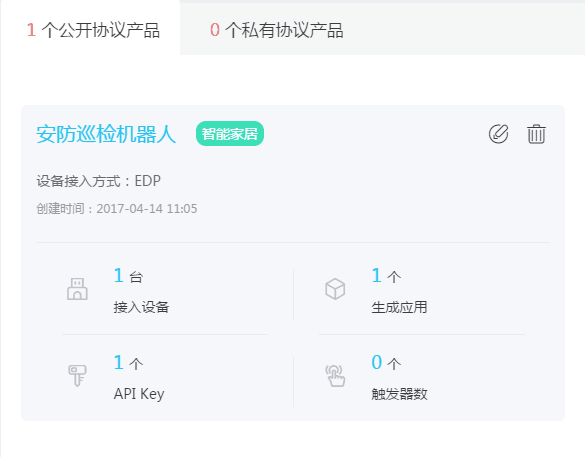 1 个公开协议产品 0 个私有协议产品
安防巡检机器人 智能家居
设备接入方式：EDP
创建时间：2017-04-14 11:05
1 台
接入设备
1 个
生成应用
1 个
API Key
0 个
触发器数